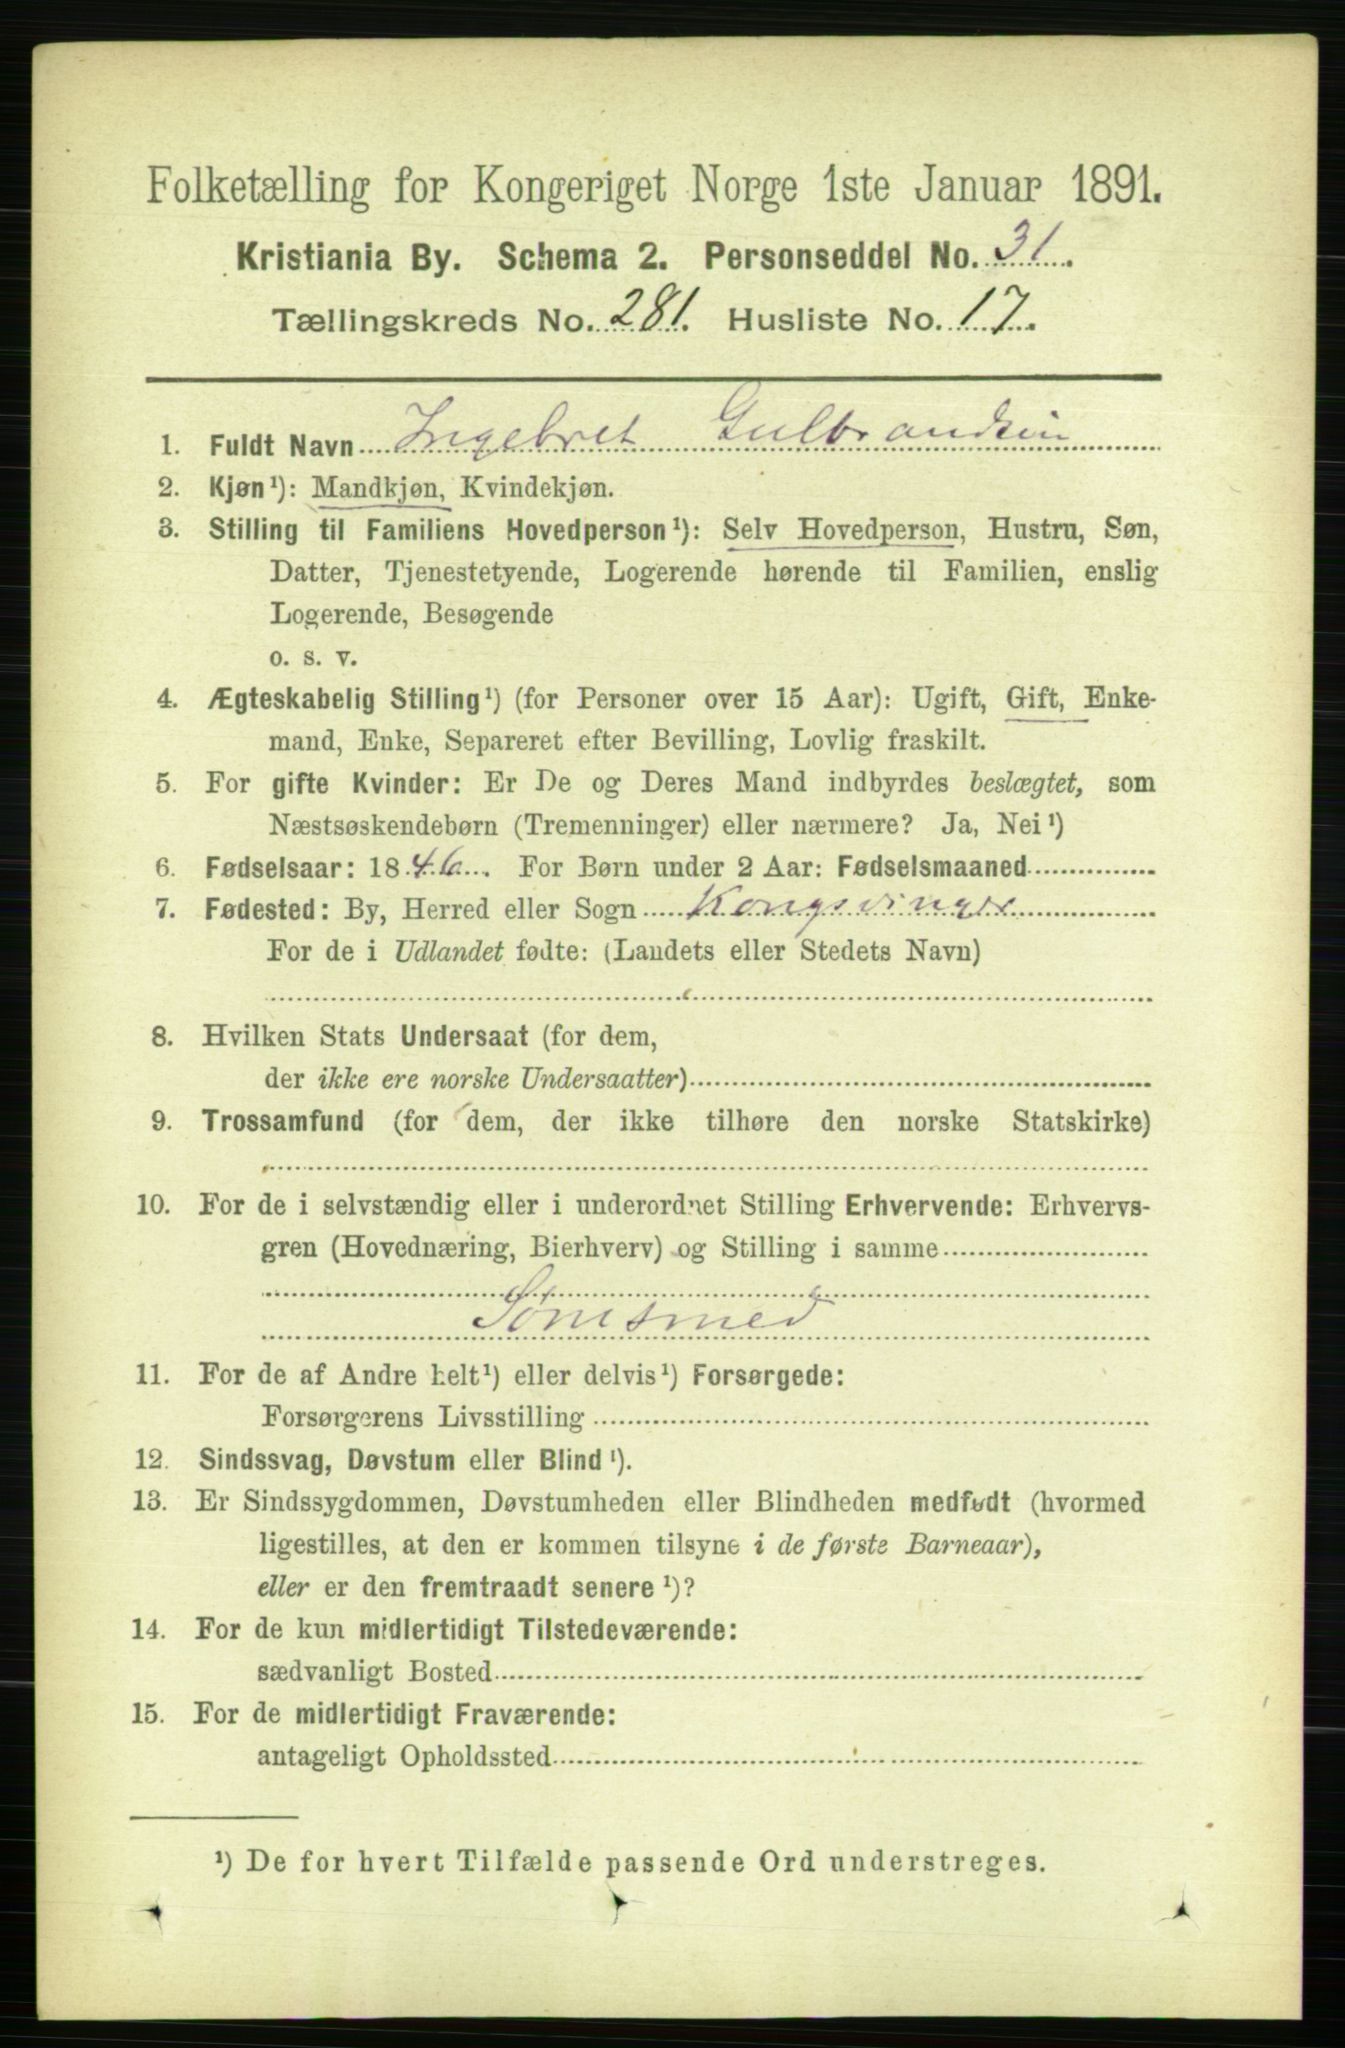 Folketælling for Kongeriget Norge 1ste Januar 1891.
Kristiania By. Schema 2. Personseddel No. 31.
Tællingskreds No. 281. Husliste No. 17.
1. Fuldt Navn Ingebret Gulbrandsen
2. Kjøn¹): Mandkjøn, Kvindekjøn.
3. Stilling til Familiens Hovedperson¹): Selv Hovedperson, Hustru, Søn,
Datter, Tjenestetyende, Logerende hørende til Familien, enslig
Logerende, Besøgende
o. s. v.
4. Ægteskabelig Stilling¹) (for Personer over 15 Aar): Ugift, Gift, Enke-
mand, Enke, Separeret efter Bevilling, Lovlig fraskilt.
5. For gifte Kvinder: Er De og Deres Mand indbyrdes beslægtet, som
Næstsøskendebørn (Tremenninger) eller nærmere? Ja, Nei¹)
6. Fødselsaar: 1846. For Børn under 2 Aar: Fødselsmaaned
7. Fødested: By, Herred eller Sogn Kongsvinger
For de i Udlandet fødte: (Landets eller Stedets Navn)
8. Hvilken Stats Undersaat (for dem,
der ikke ere norske Undersaatter)
9. Trossamfund (for dem, der ikke tilhøre den norske Statskirke)
10. For de i selvstændig eller i underordnet Stilling Erhvervende: Erhvervs-
gren (Hovednæring, Bierhverv) og Stilling i samme
Sømsmed
11. For de af Andre helt¹) eller delvis¹) Forsørgede:
Forsørgerens Livsstilling
12. Sindssvag, Døvstum eller Blind¹).
13. Er Sindssygdommen, Døvstumheden eller Blindheden medfødt (hvormed
ligestilles, at den er kommen tilsyne i de første Barneaar),
eller er den fremtraadt senere¹)?
14. For de kun midlertidigt Tilstedeværende:
sædvanligt Bosted
15. For de midlertidigt Fraværende:
antageligt Opholdssted
¹) De for hvert Tilfælde passende Ord understreges.